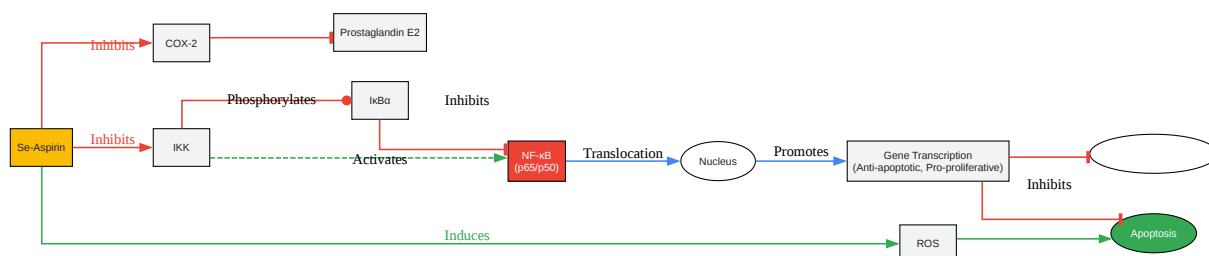 Prostaglandin E2
Inhibits
COX-2
Phosphorylates
IκBα
Inhibits
Se-Aspirin
Inhibits
IKK
Activates
NF-κB
(p65/p50)
Translocation
Nucleus
Promotes
Gene Transcription
(Anti-apoptotic, Pro-proliferative)
Inhibits
Induces
ROS
Apoptosis